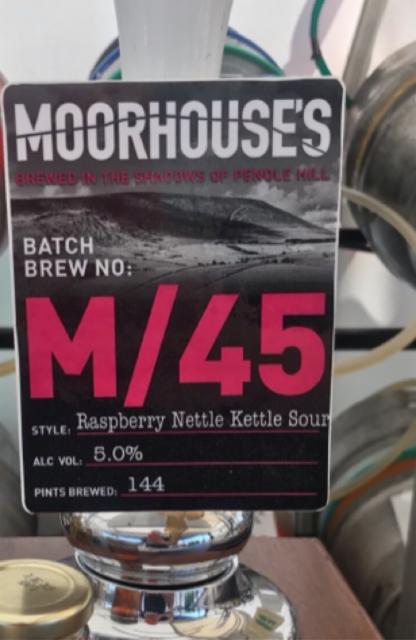 MOORHOUSE'S
BREWED IN THE SHADOWS OF PENDLE HILL
BATCH
BREW NO:
M/45
STYLE: Raspberry Nettle Kettle Sour
ALC VOL: 5.0%
PINTS BREWED: 144